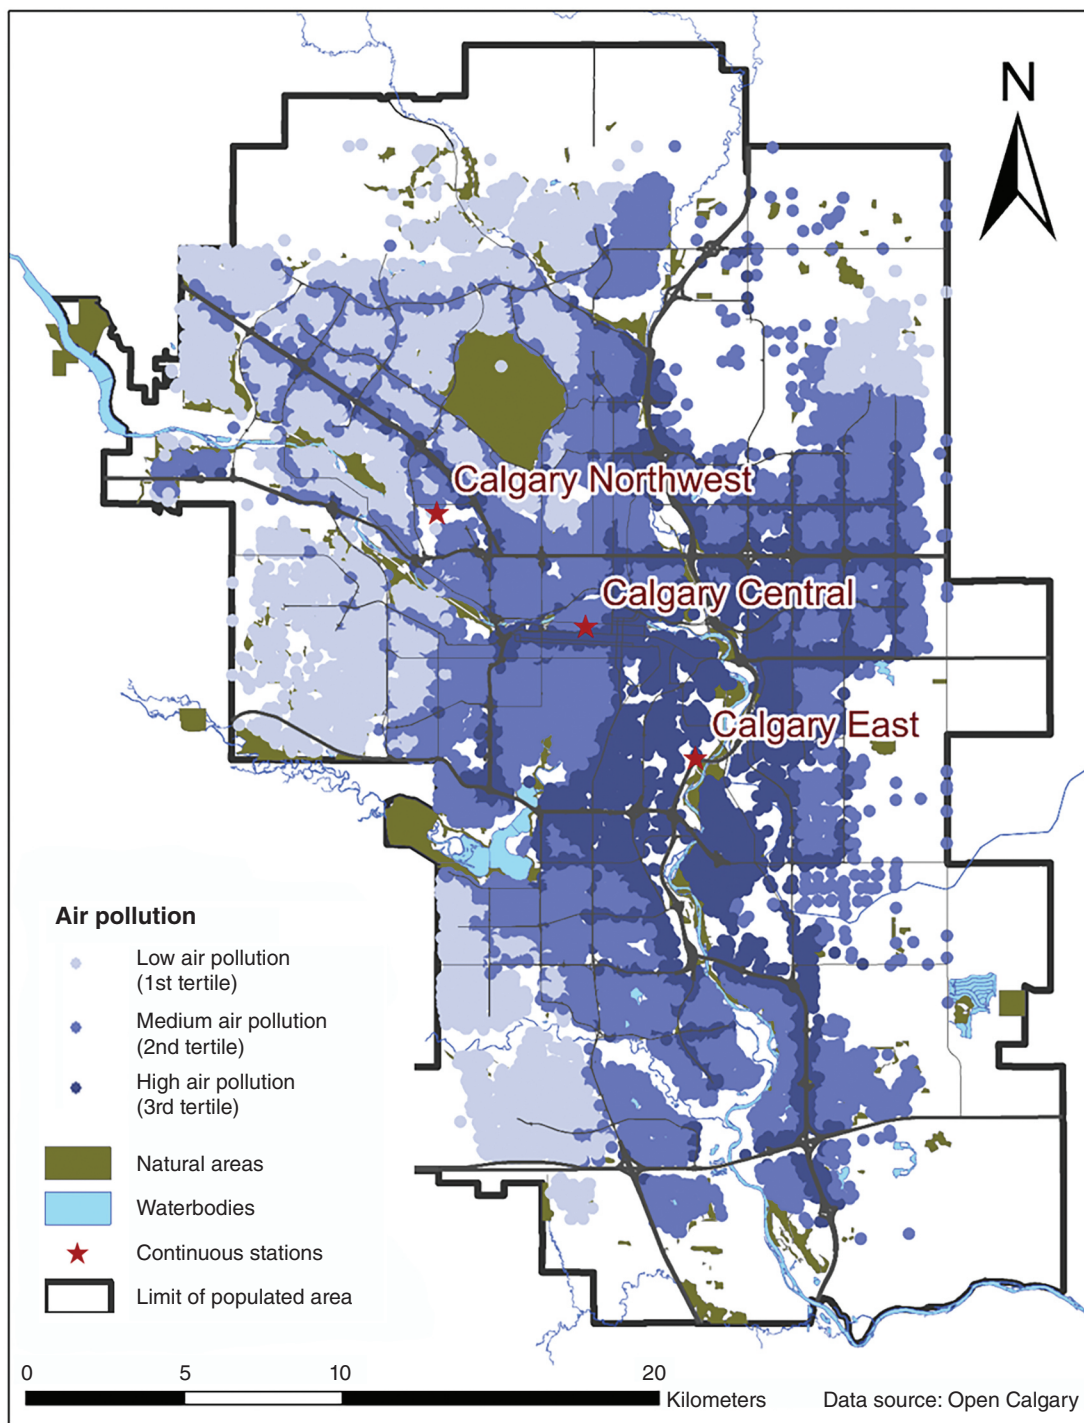 N
Calgary Northwest
Calgary Central
Calgary East
Air pollution
Low air pollution
(1st tertile)
Medium air pollution
(2nd tertile)
High air pollution
(3rd tertile)
Natural areas
Waterbodies
Continuous stations
Limit of populated area
0 5 10 20
Kilometers
Data source: Open Calgary